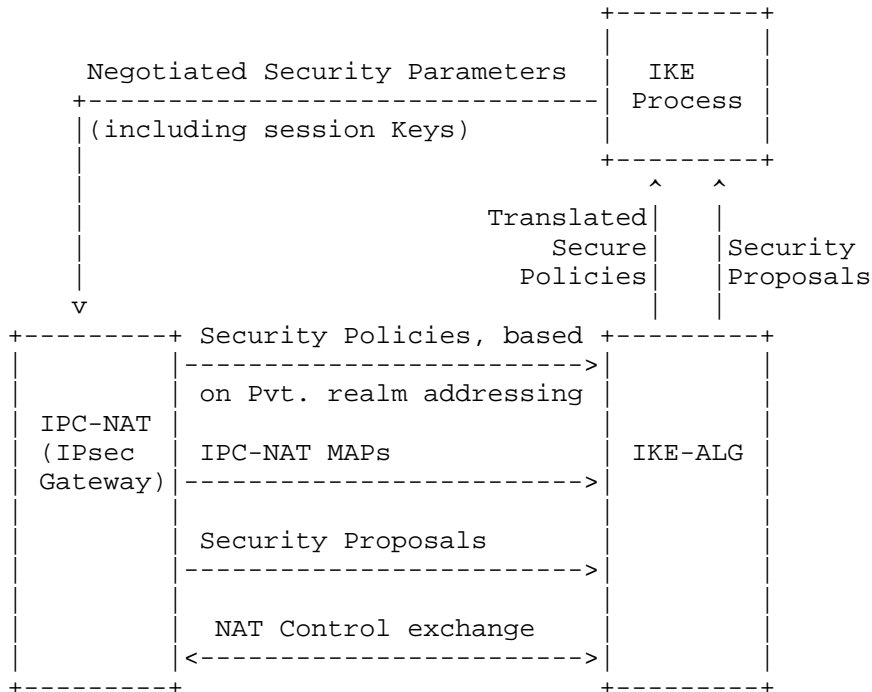 Negotiated Security Parameters
IKE
Process
(including session Keys)
Translated
Secure
Policies
Security
Proposals
Security Policies, based
on Pvt. realm addressing
IPC-NAT
(IPsec
Gateway)
IPC-NAT MAPs
IKE-ALG
Security Proposals
NAT Control exchange